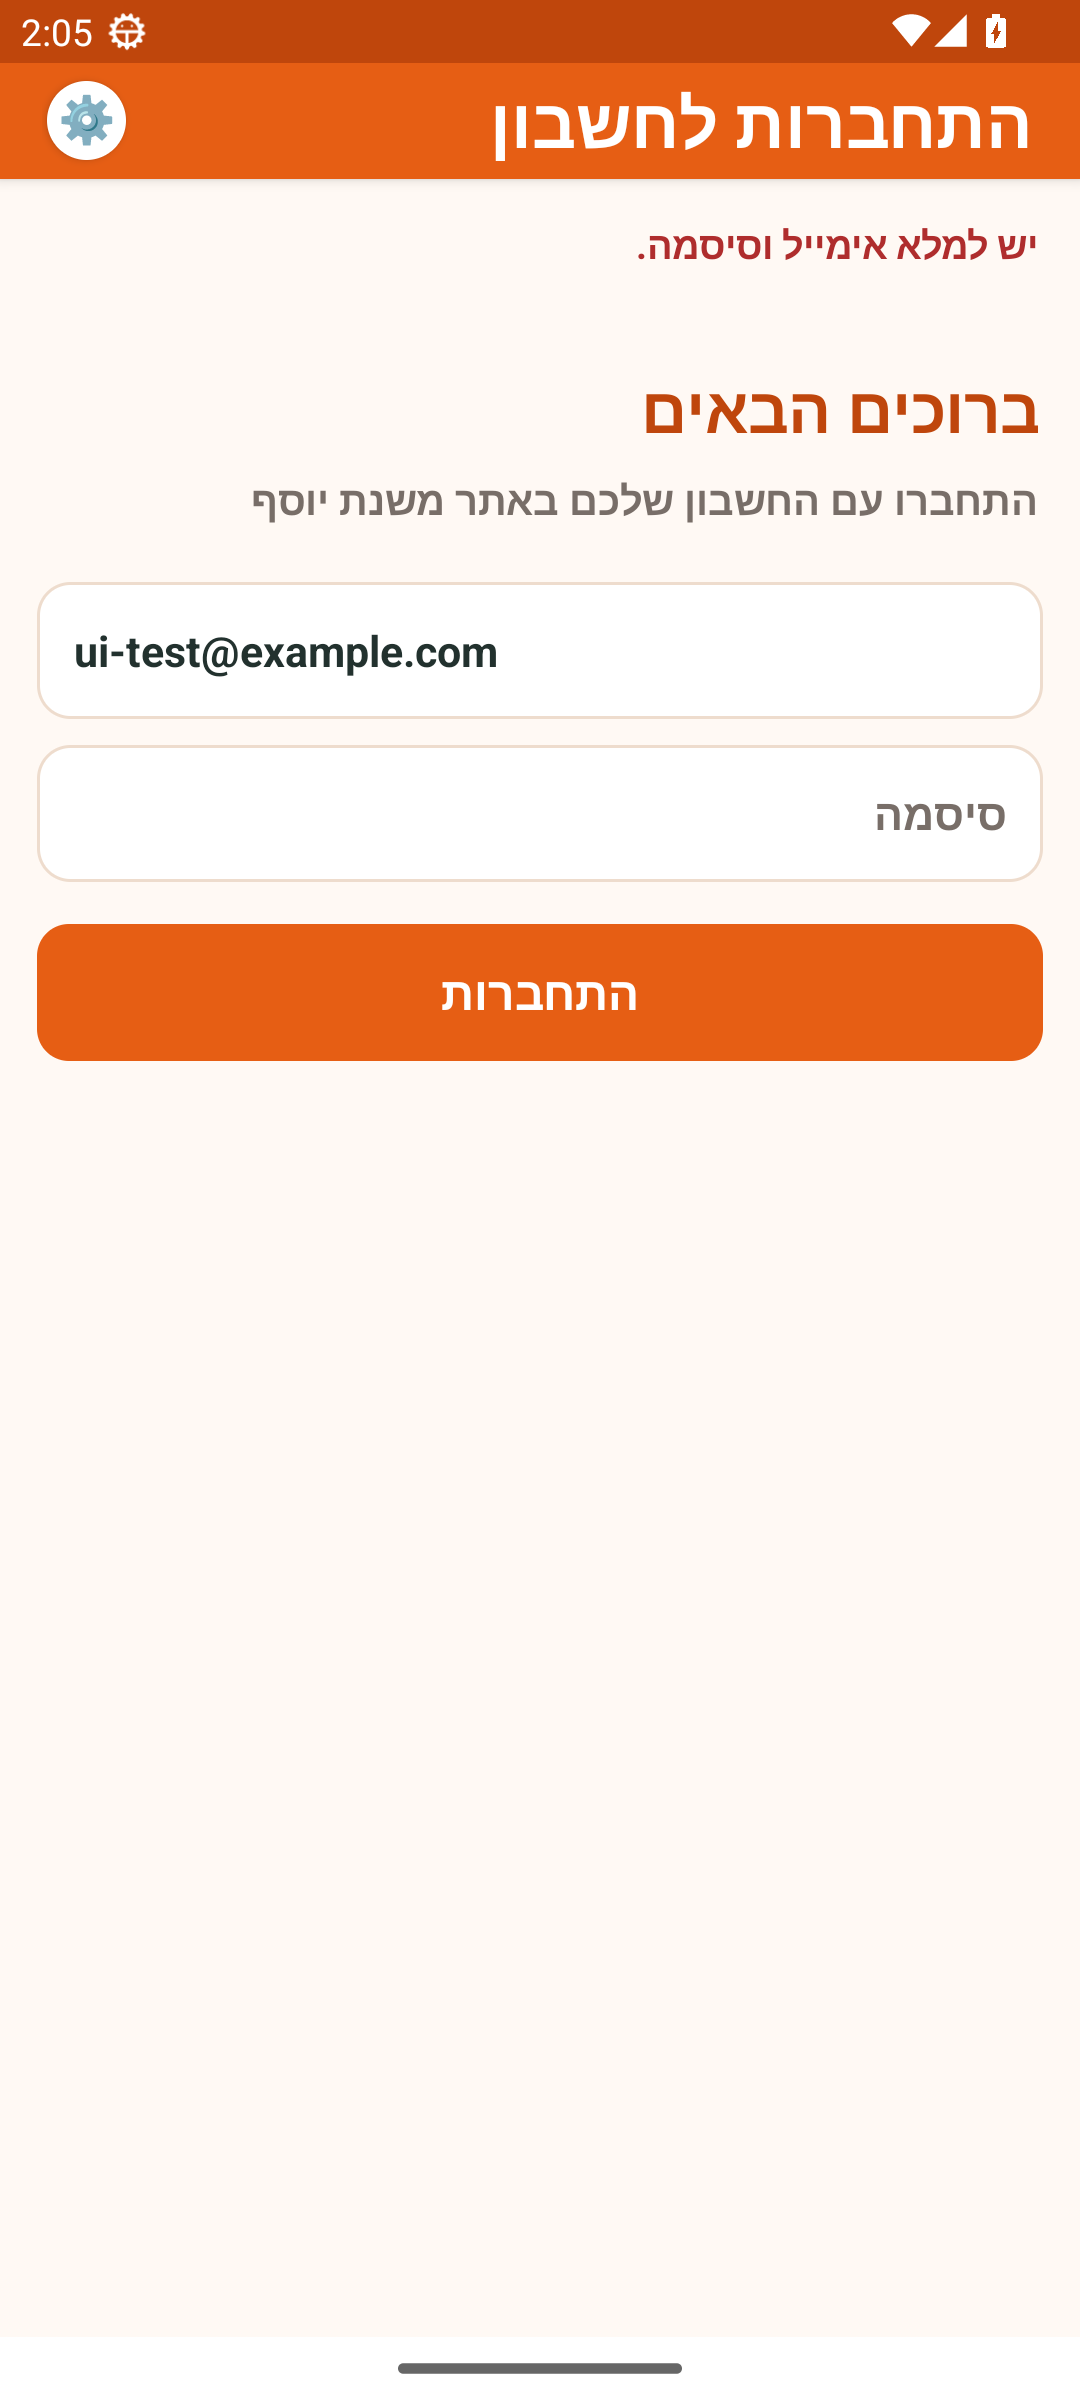 2:05
התחברות לחשבון
יש למלא אימייל וסיסמה.
ברוכים הבאים
התחברו עם החשבון שלכם באתר משנת יוסף
ui-test@example.com
סיסמה
התחברות